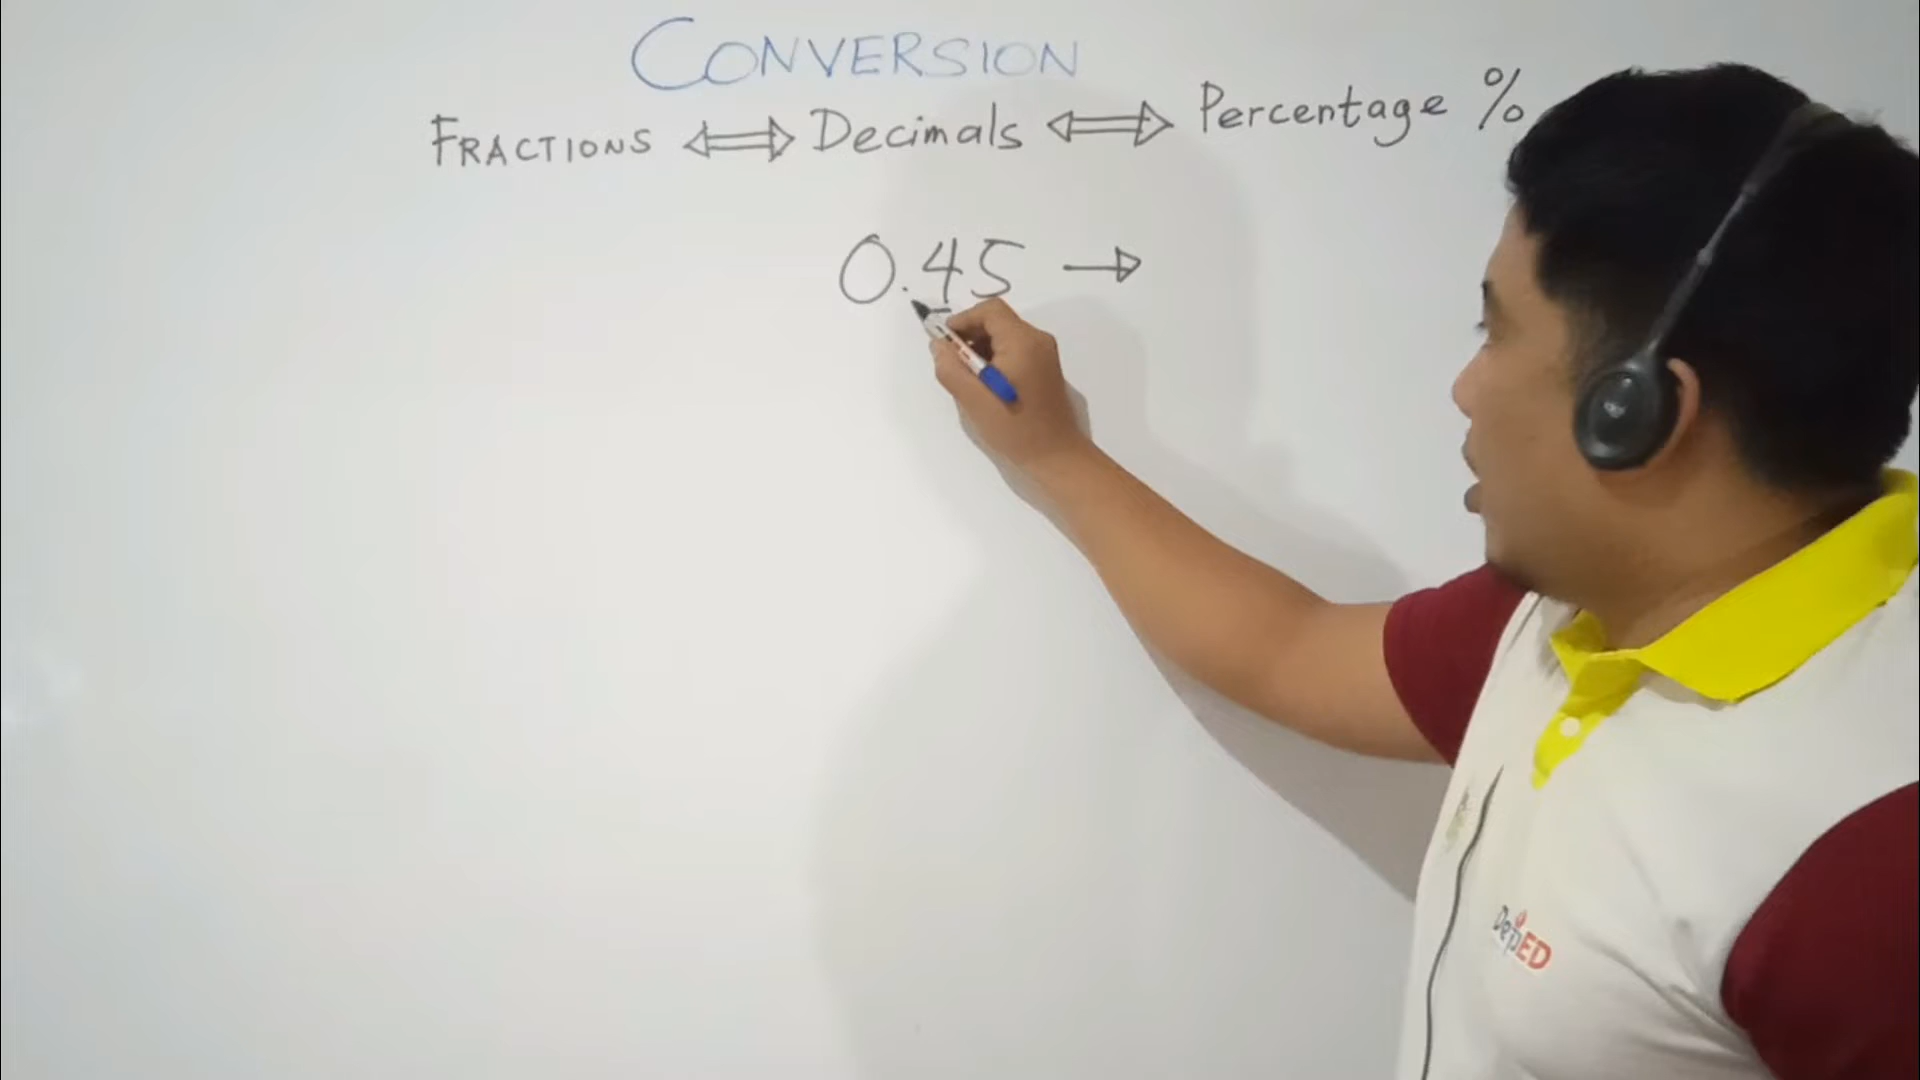 CONVERSION
FRACTIONS ⇔ Decimals ⇔ Percentage %
0.45 →
DepED